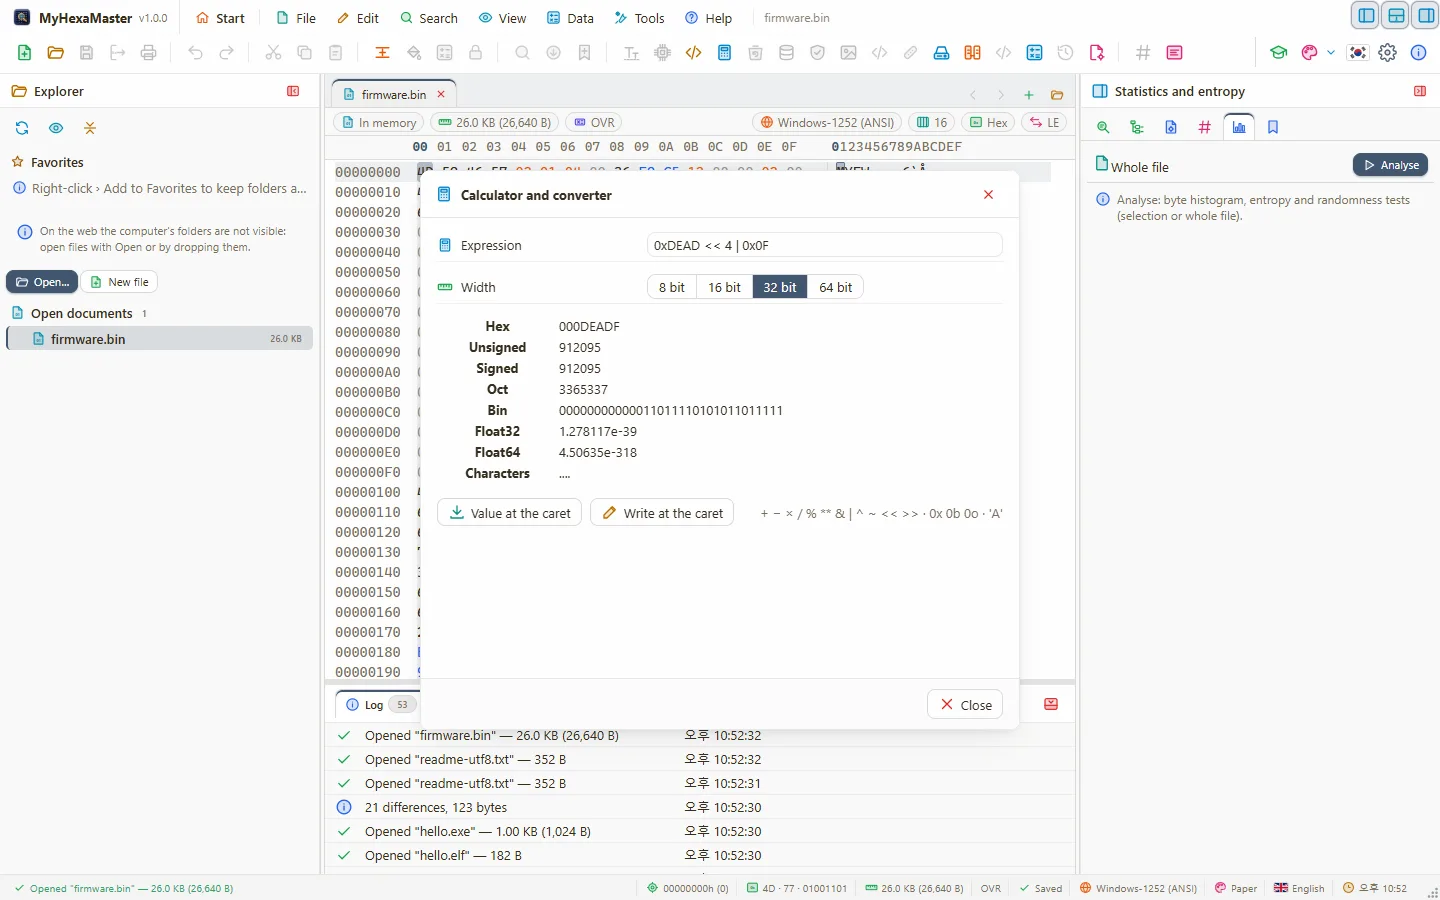 MyHexaMaster v1.0.0
Start
File
Edit
Search
View
Data
Tools
Help
firmware.bin
Explorer
Favorites
Right-click › Add to Favorites to keep folders a...
On the web the computer's folders are not visible:
open files with Open or by dropping them.
Open...
New file
Open documents 1
firmware.bin 26.0 KB
firmware.bin
In memory
26.0 KB (26,640 B)
OVR
Windows-1252 (ANSI)
16
Hex
LE
00 01 02 03 04 05 06 07 08 09 0A 0B 0C 0D 0E 0F 0123456789ABCDEF
00000000
00000010
00000020
00000030
00000040
00000050
00000060
00000070
00000080
00000090
000000A0
000000B0
000000C0
000000D0
000000E0
000000F0
00000100
00000110
00000120
00000130
00000140
00000150
00000160
00000170
00000180
00000190
Calculator and converter
Expression 0xDEAD << 4 | 0x0F
Width 8 bit 16 bit 32 bit 64 bit
Hex 000DEADF
Unsigned 912095
Signed 912095
Oct 3365337
Bin 00000000000011011110101011011111
Float32 1.278117e-39
Float64 4.50635e-318
Characters ....
Value at the caret
Write at the caret
+ − × / % ** & | ^ ~ << >> · 0x 0b 0o · 'A'
Close
Log 53
Opened "firmware.bin" — 26.0 KB (26,640 B) 오후 10:52:32
Opened "readme-utf8.txt" — 352 B 오후 10:52:32
Opened "readme-utf8.txt" — 352 B 오후 10:52:31
21 differences, 123 bytes 오후 10:52:30
Opened "hello.exe" — 1.00 KB (1,024 B) 오후 10:52:30
Opened "hello.elf" — 182 B 오후 10:52:30
Statistics and entropy
Whole file
Analyse
Analyse: byte histogram, entropy and randomness tests
(selection or whole file).
Opened "firmware.bin" — 26.0 KB (26,640 B)
00000000h (0)
4D · 77 · 01001101
26.0 KB (26,640 B)
OVR
Saved
Windows-1252 (ANSI)
Paper
English
오후 10:52